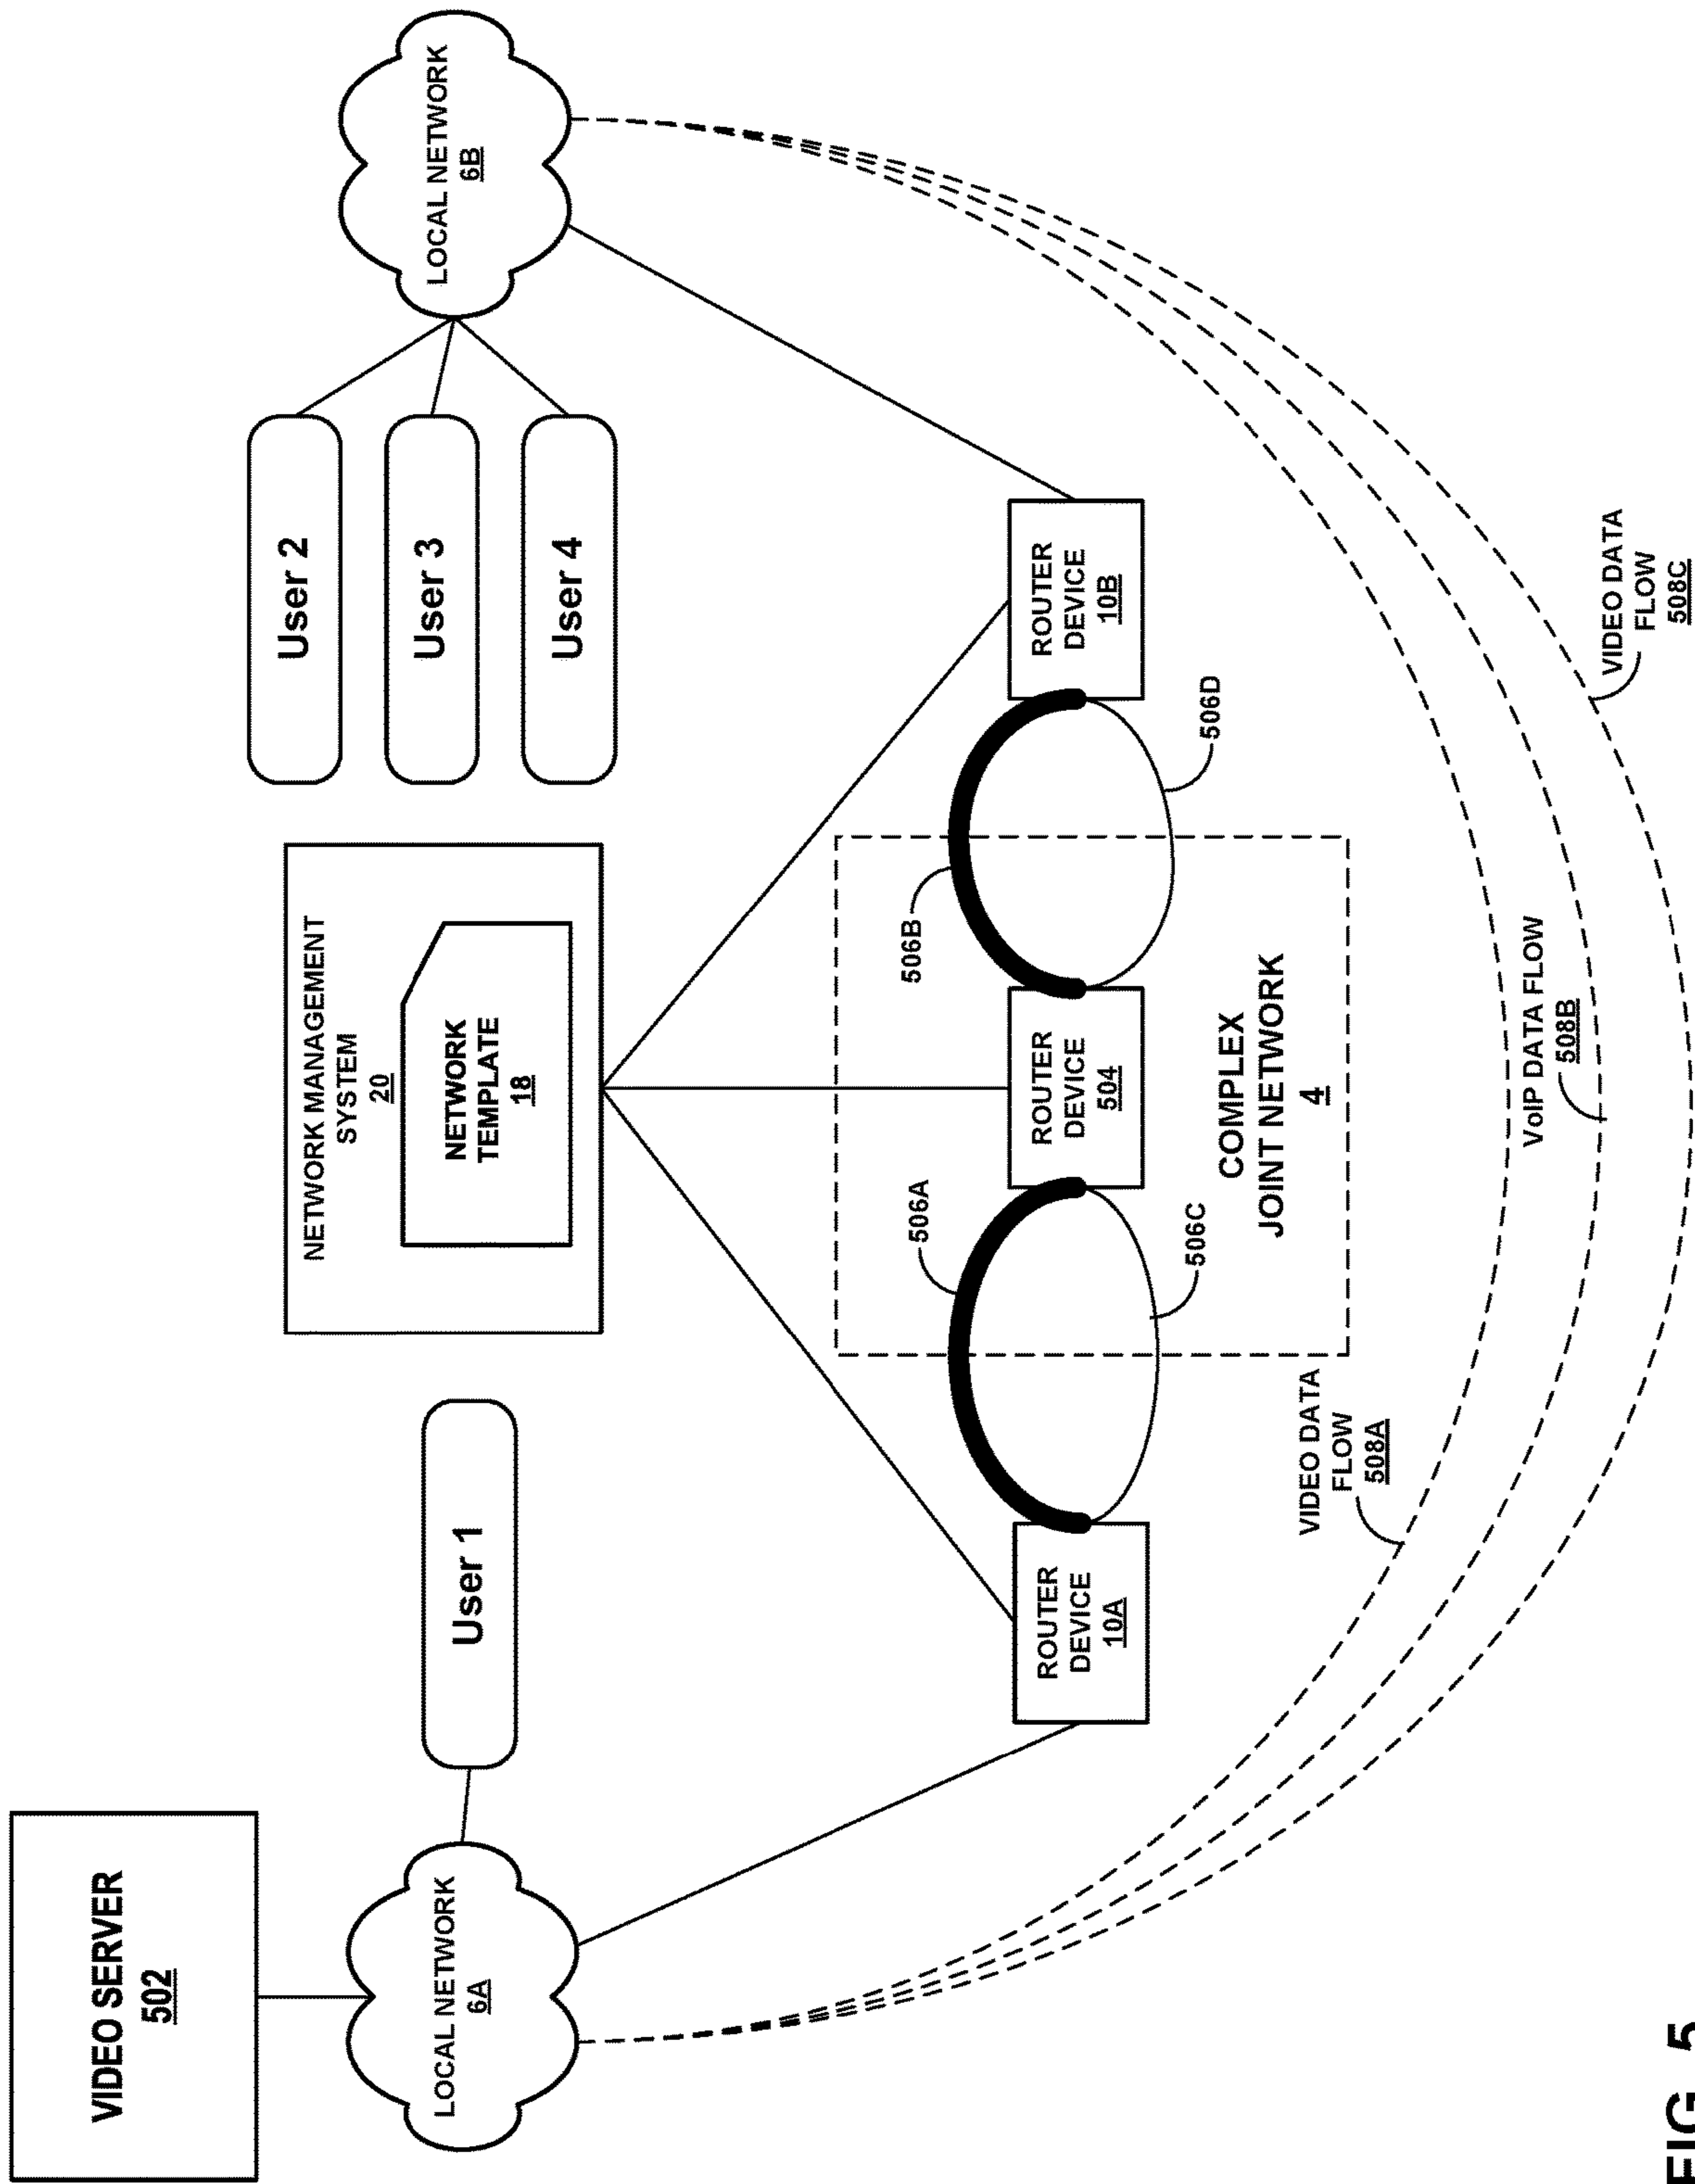 VIDEO SERVER
502
LOCAL NETWORK
6A
User 1
NETWORK MANAGEMENT
SYSTEM
20
NETWORK
TEMPLATE
18
User 2
User 3
User 4
LOCAL NETWORK
6B
ROUTER
DEVICE
10A
506A
506C
ROUTER
DEVICE
504
506B
506D
ROUTER
DEVICE
10B
COMPLEX
JOINT NETWORK
4
VIDEO DATA
FLOW
508A
VoIP DATA FLOW
508B
VIDEO DATA
FLOW
508C
FIG. 5